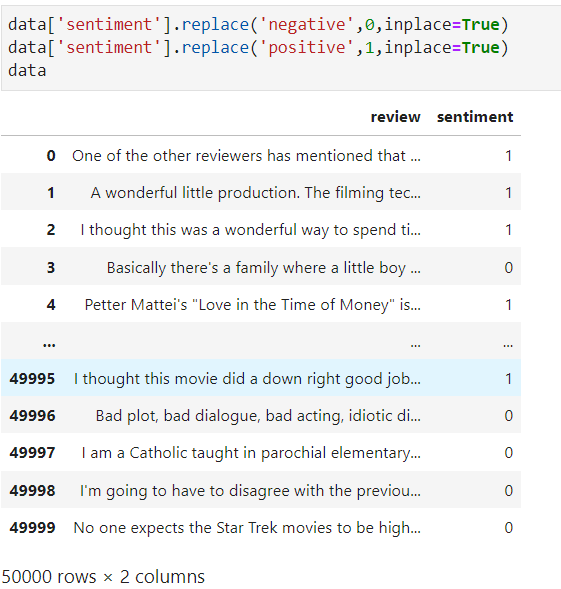 data['sentiment'].replace('negative',0,inplace=True)
data['sentiment'].replace('positive',1,inplace=True)
data
review sentiment
0 One of the other reviewers has mentioned that ... 1
1 A wonderful little production. The filming tec... 1
2 I thought this was a wonderful way to spend ti... 1
3 Basically there's a family where a little boy ... 0
4 Petter Mattei's "Love in the Time of Money" is... 1
... ... ...
49995 I thought this movie did a down right good job... 1
49996 Bad plot, bad dialogue, bad acting, idiotic di... 0
49997 I am a Catholic taught in parochial elementary... 0
49998 I'm going to have to disagree with the previou... 0
49999 No one expects the Star Trek movies to be high... 0
50000 rows × 2 columns